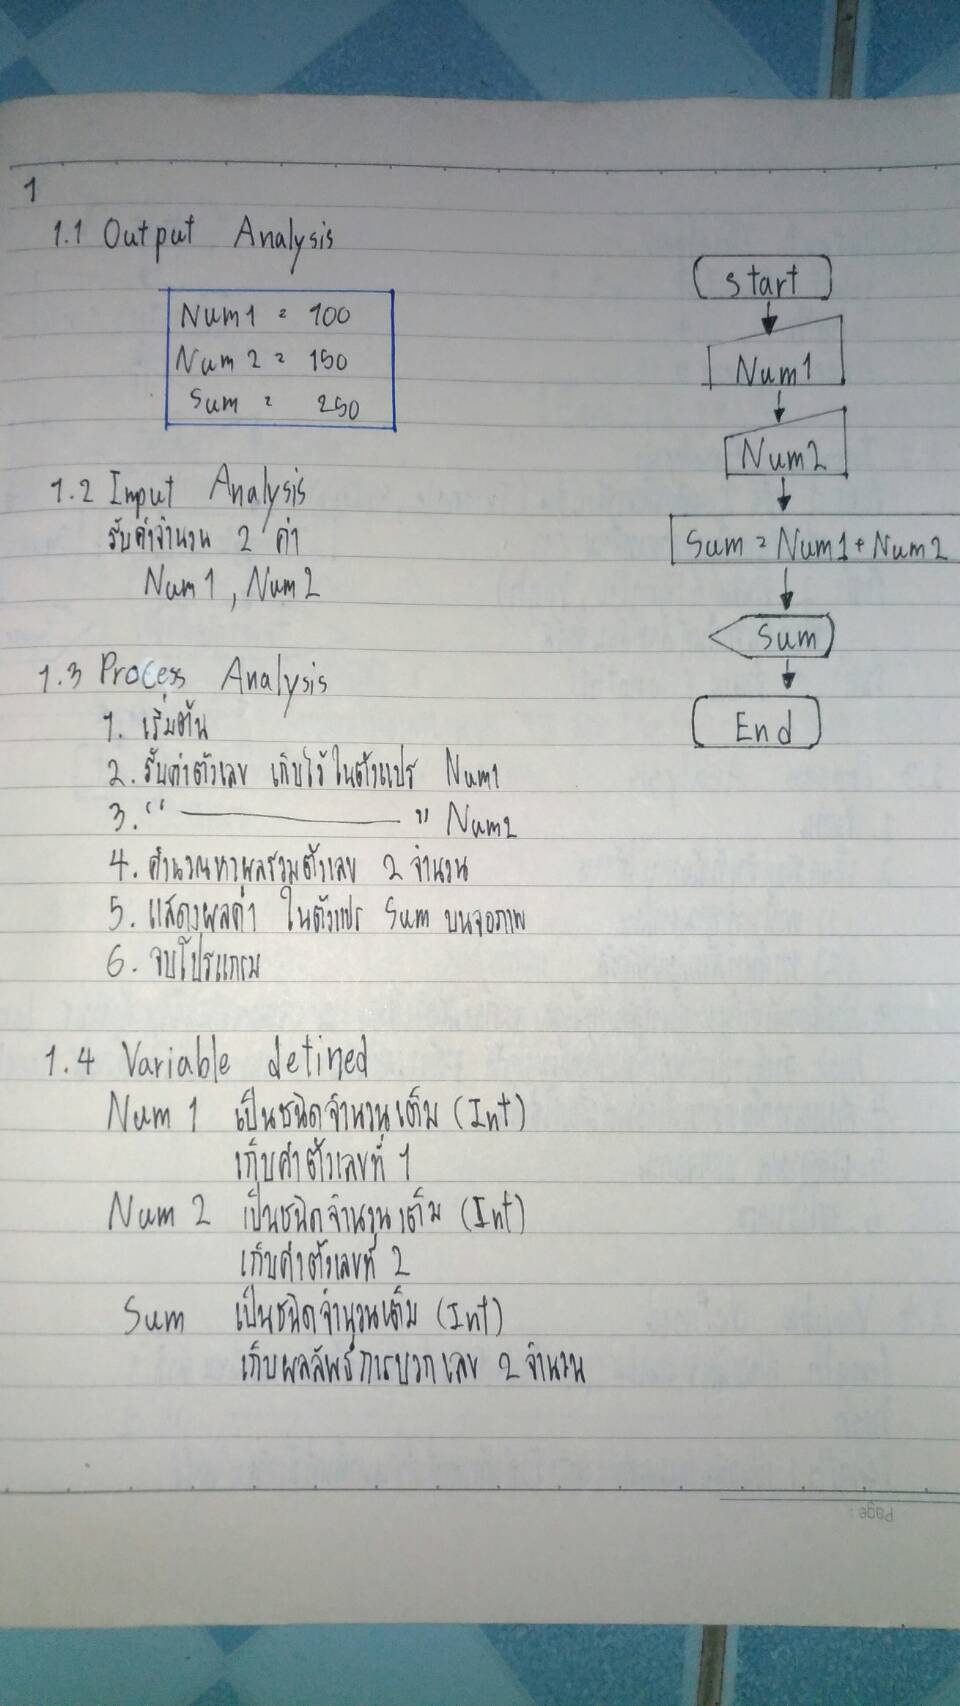 1
1.1 Output Analysis
Num1 = 100
Num2 = 150
Sum = 250
1.2 Input Analysis
รับค่าจำนวน 2 ค่า
Num1 , Num2
1.3 Process Analysis
1. เริ่มต้น
2. รับค่าตัวเลข เก็บไว้ในตัวแปร Num1
3. " ———— " Num2
4. คำนวณหาผลรวมตัวเลข 2 จำนวน
5. แสดงผลค่า ในตัวแปร Sum บนจอภาพ
6. จบโปรแกรม
1.4 Variable defined
Num 1 เป็นชนิดจำนวนเต็ม (Int)
เก็บค่าตัวเลขที่ 1
Num 2 เป็นชนิดจำนวนเต็ม (Int)
เก็บค่าตัวเลขที่ 2
Sum เป็นชนิดจำนวนเต็ม (Int)
เก็บผลลัพธ์การบวกเลข 2 จำนวน
start
Num1
Num2
Sum = Num1 + Num2
Sum
End
Page :